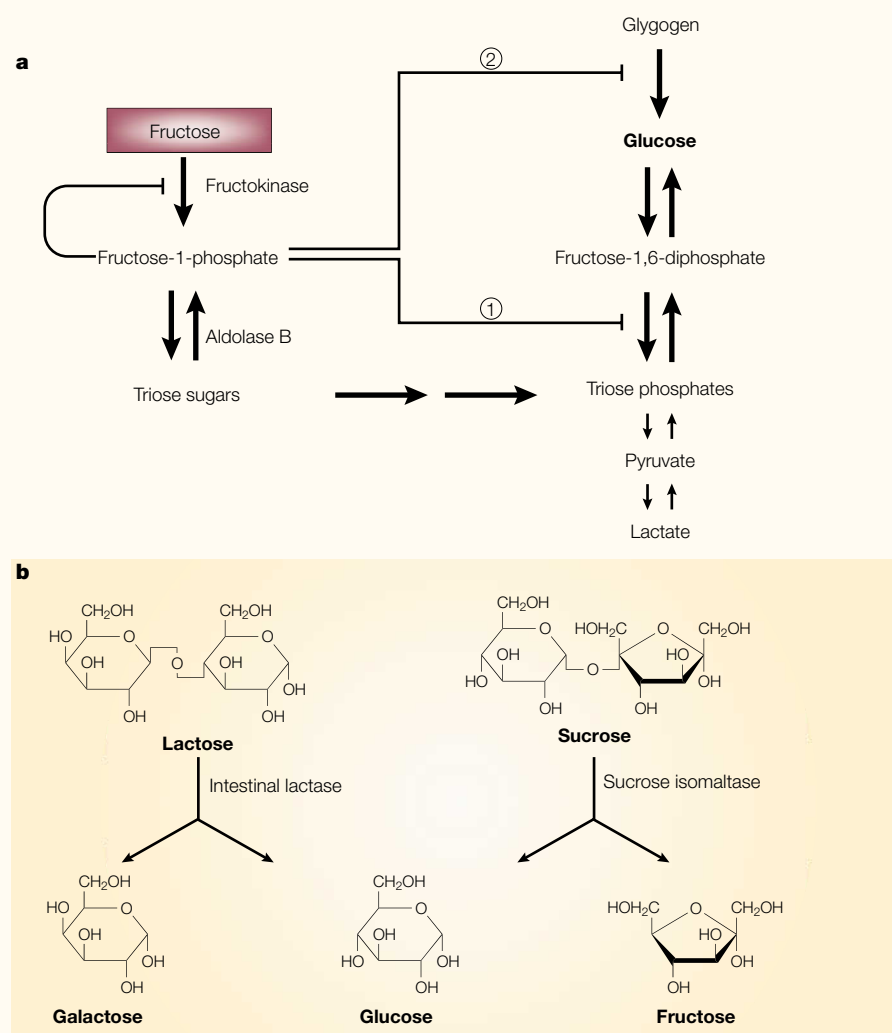 a
Glygogen
②
Fructose
Glucose
Fructokinase
Fructose-1-phosphate
Fructose-1,6-diphosphate
①
Aldolase B
Triose sugars
Triose phosphates
Pyruvate
Lactate
b
CH₂OH CH₂OH
HO O O
OH O OH
OH
OH OH
Lactose
CH₂OH
O HOH₂C O CH₂OH
OH HO
HO O OH
OH OH
Sucrose
Intestinal lactase
Sucrose isomaltase
CH₂OH
HO O
OH
OH
OH
Galactose
CH₂OH
O
OH
HO OH
OH
Glucose
HOH₂C O CH₂OH
HO
OH
OH
Fructose